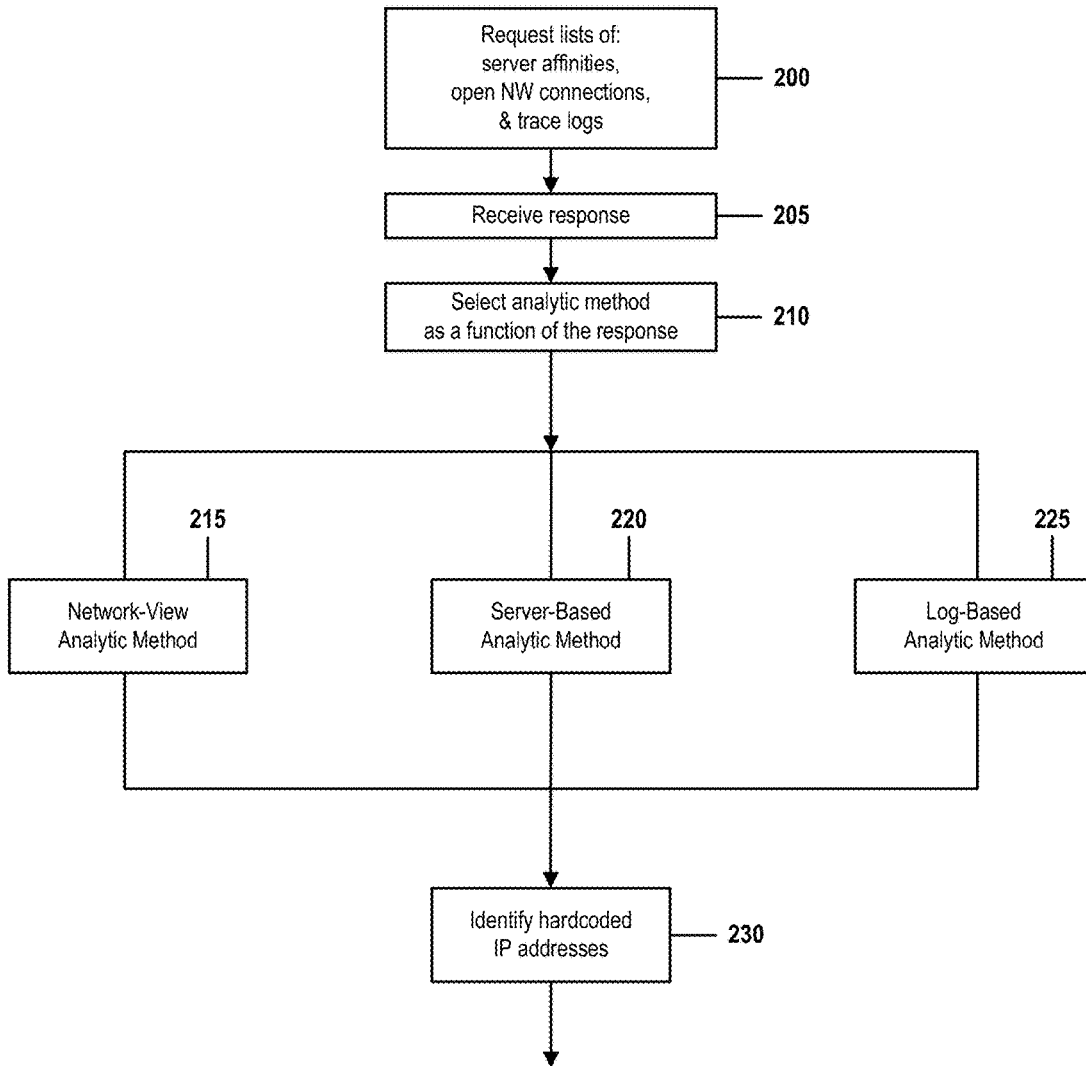 Request lists of:
server affinities,
open NW connections,
& trace logs
200
Receive response
205
Select analytic method
as a function of the response
210
215
220
225
Network-View
Analytic Method
Server-Based
Analytic Method
Log-Based
Analytic Method
Identify hardcoded
IP addresses
230